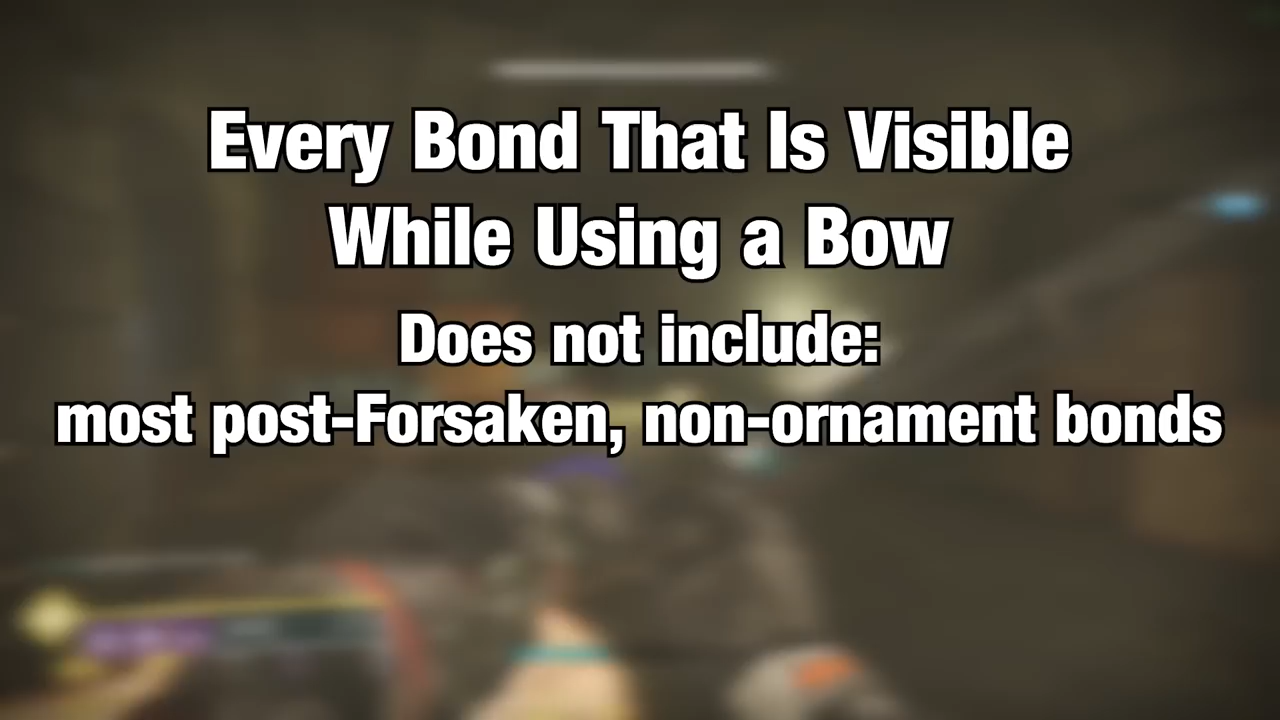 Every Bond That Is Visible
While Using a Bow
Does not include:
most post-Forsaken, non-ornament bonds